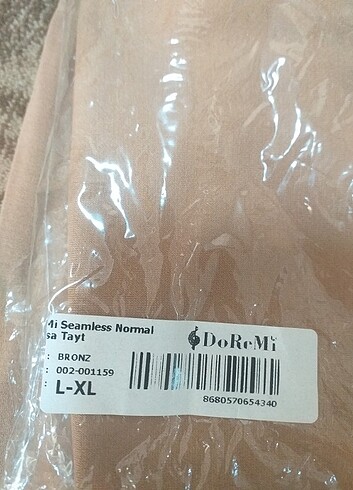 Mi Seamless Normal
sa Tayt
DoReMi
: BRONZ
: 002-001159
: L-XL
8680570654340